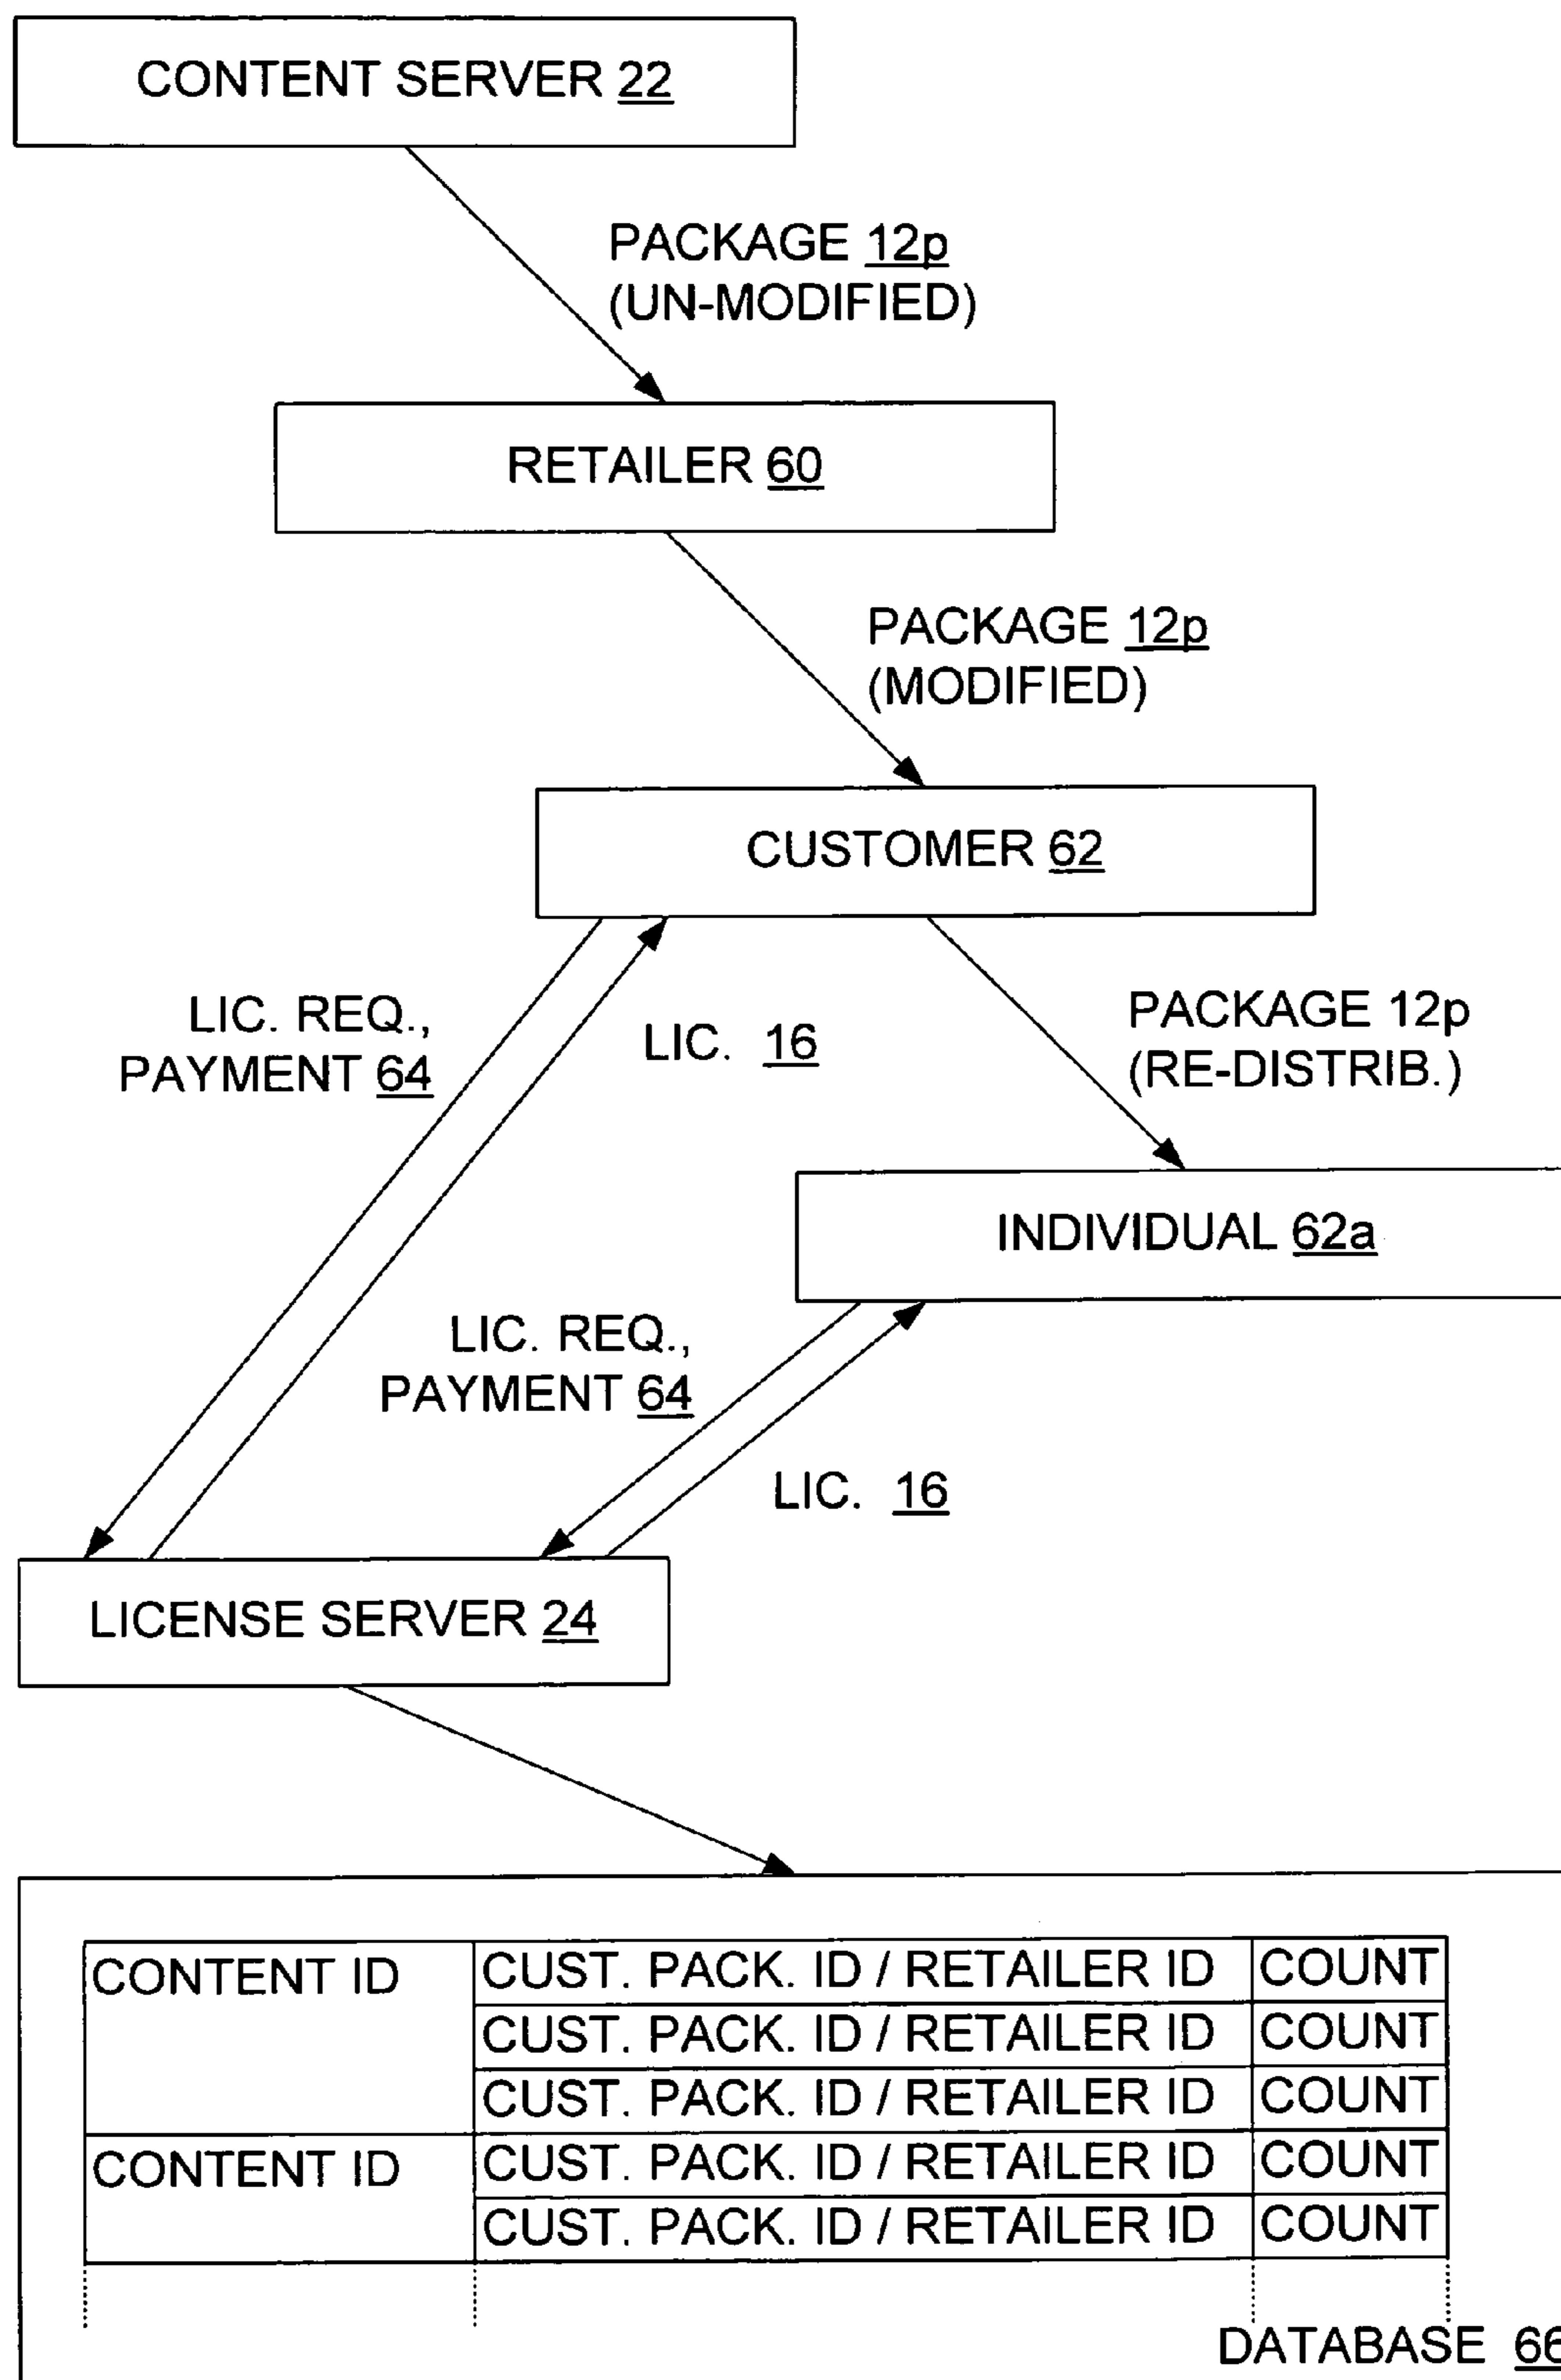 CONTENT SERVER 22
PACKAGE 12p
(UN-MODIFIED)
RETAILER 60
PACKAGE 12p
(MODIFIED)
CUSTOMER 62
LIC. REQ.,
PAYMENT 64
LIC. 16
PACKAGE 12p
(RE-DISTRIB.)
INDIVIDUAL 62a
LIC. REQ.,
PAYMENT 64
LIC. 16
LICENSE SERVER 24
CONTENT ID CUST. PACK. ID / RETAILER ID COUNT
CUST. PACK. ID / RETAILER ID COUNT
CUST. PACK. ID / RETAILER ID COUNT
CONTENT ID CUST. PACK. ID / RETAILER ID COUNT
CUST. PACK. ID / RETAILER ID COUNT
DATABASE 66